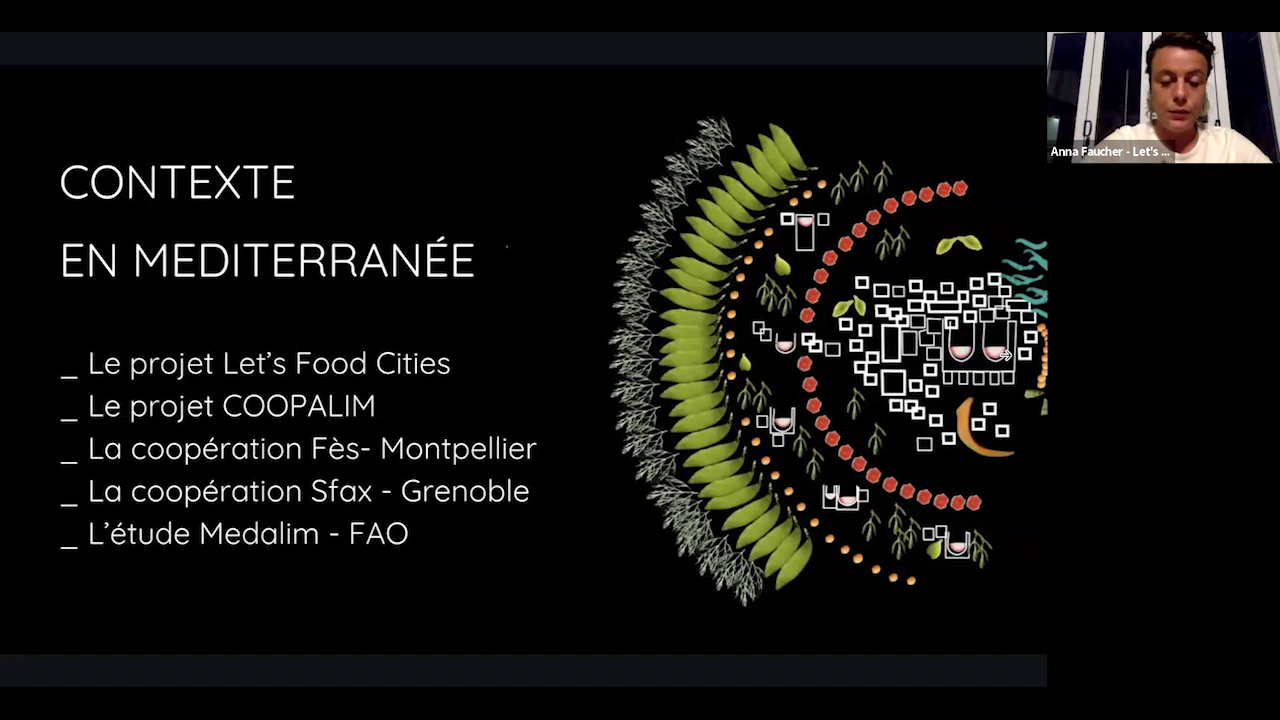 CONTEXTE
EN MEDITERRANÉE
_ Le projet Let's Food Cities
_ Le projet COOPALIM
_ La coopération Fès- Montpellier
_ La coopération Sfax - Grenoble
_ L'étude Medalim - FAO
Anna Faucher - Let's ...